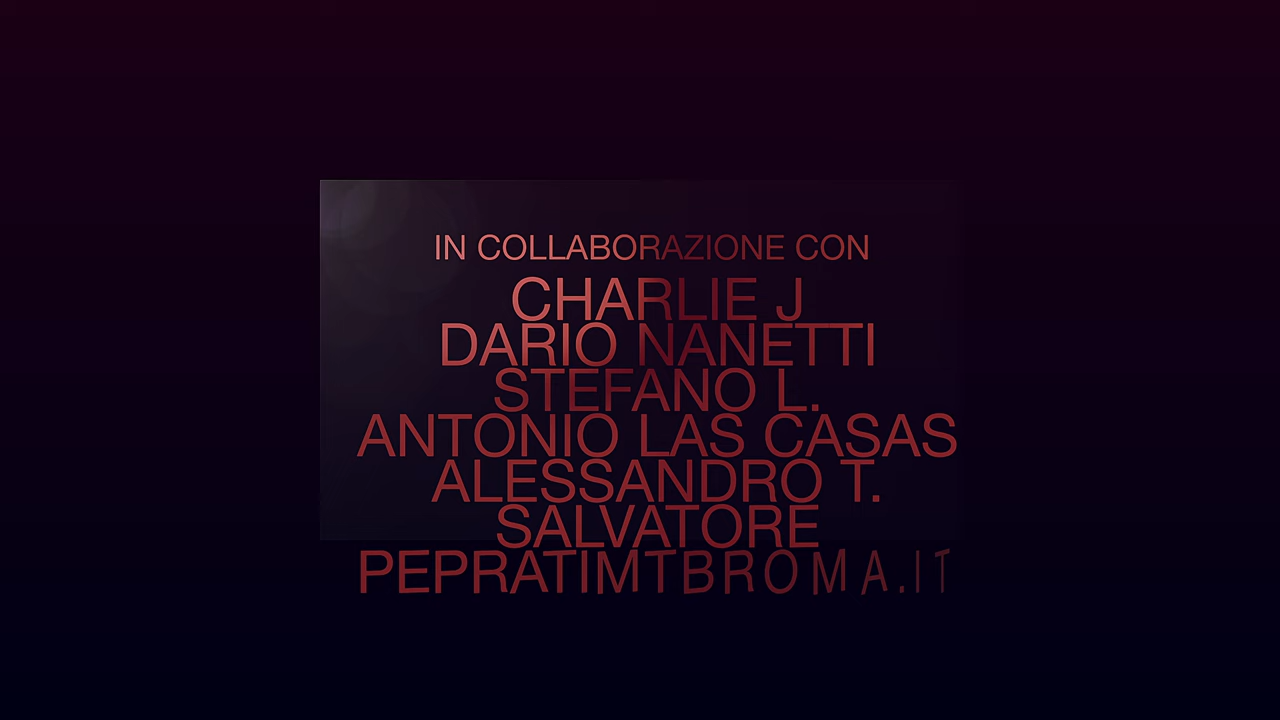 IN COLLABORAZIONE CON
CHARLIE J
DARIO NANETTI
STEFANO L.
ANTONIO LAS CASAS
ALESSANDRO T.
SALVATORE
PEPRATIMTBROMA.IT